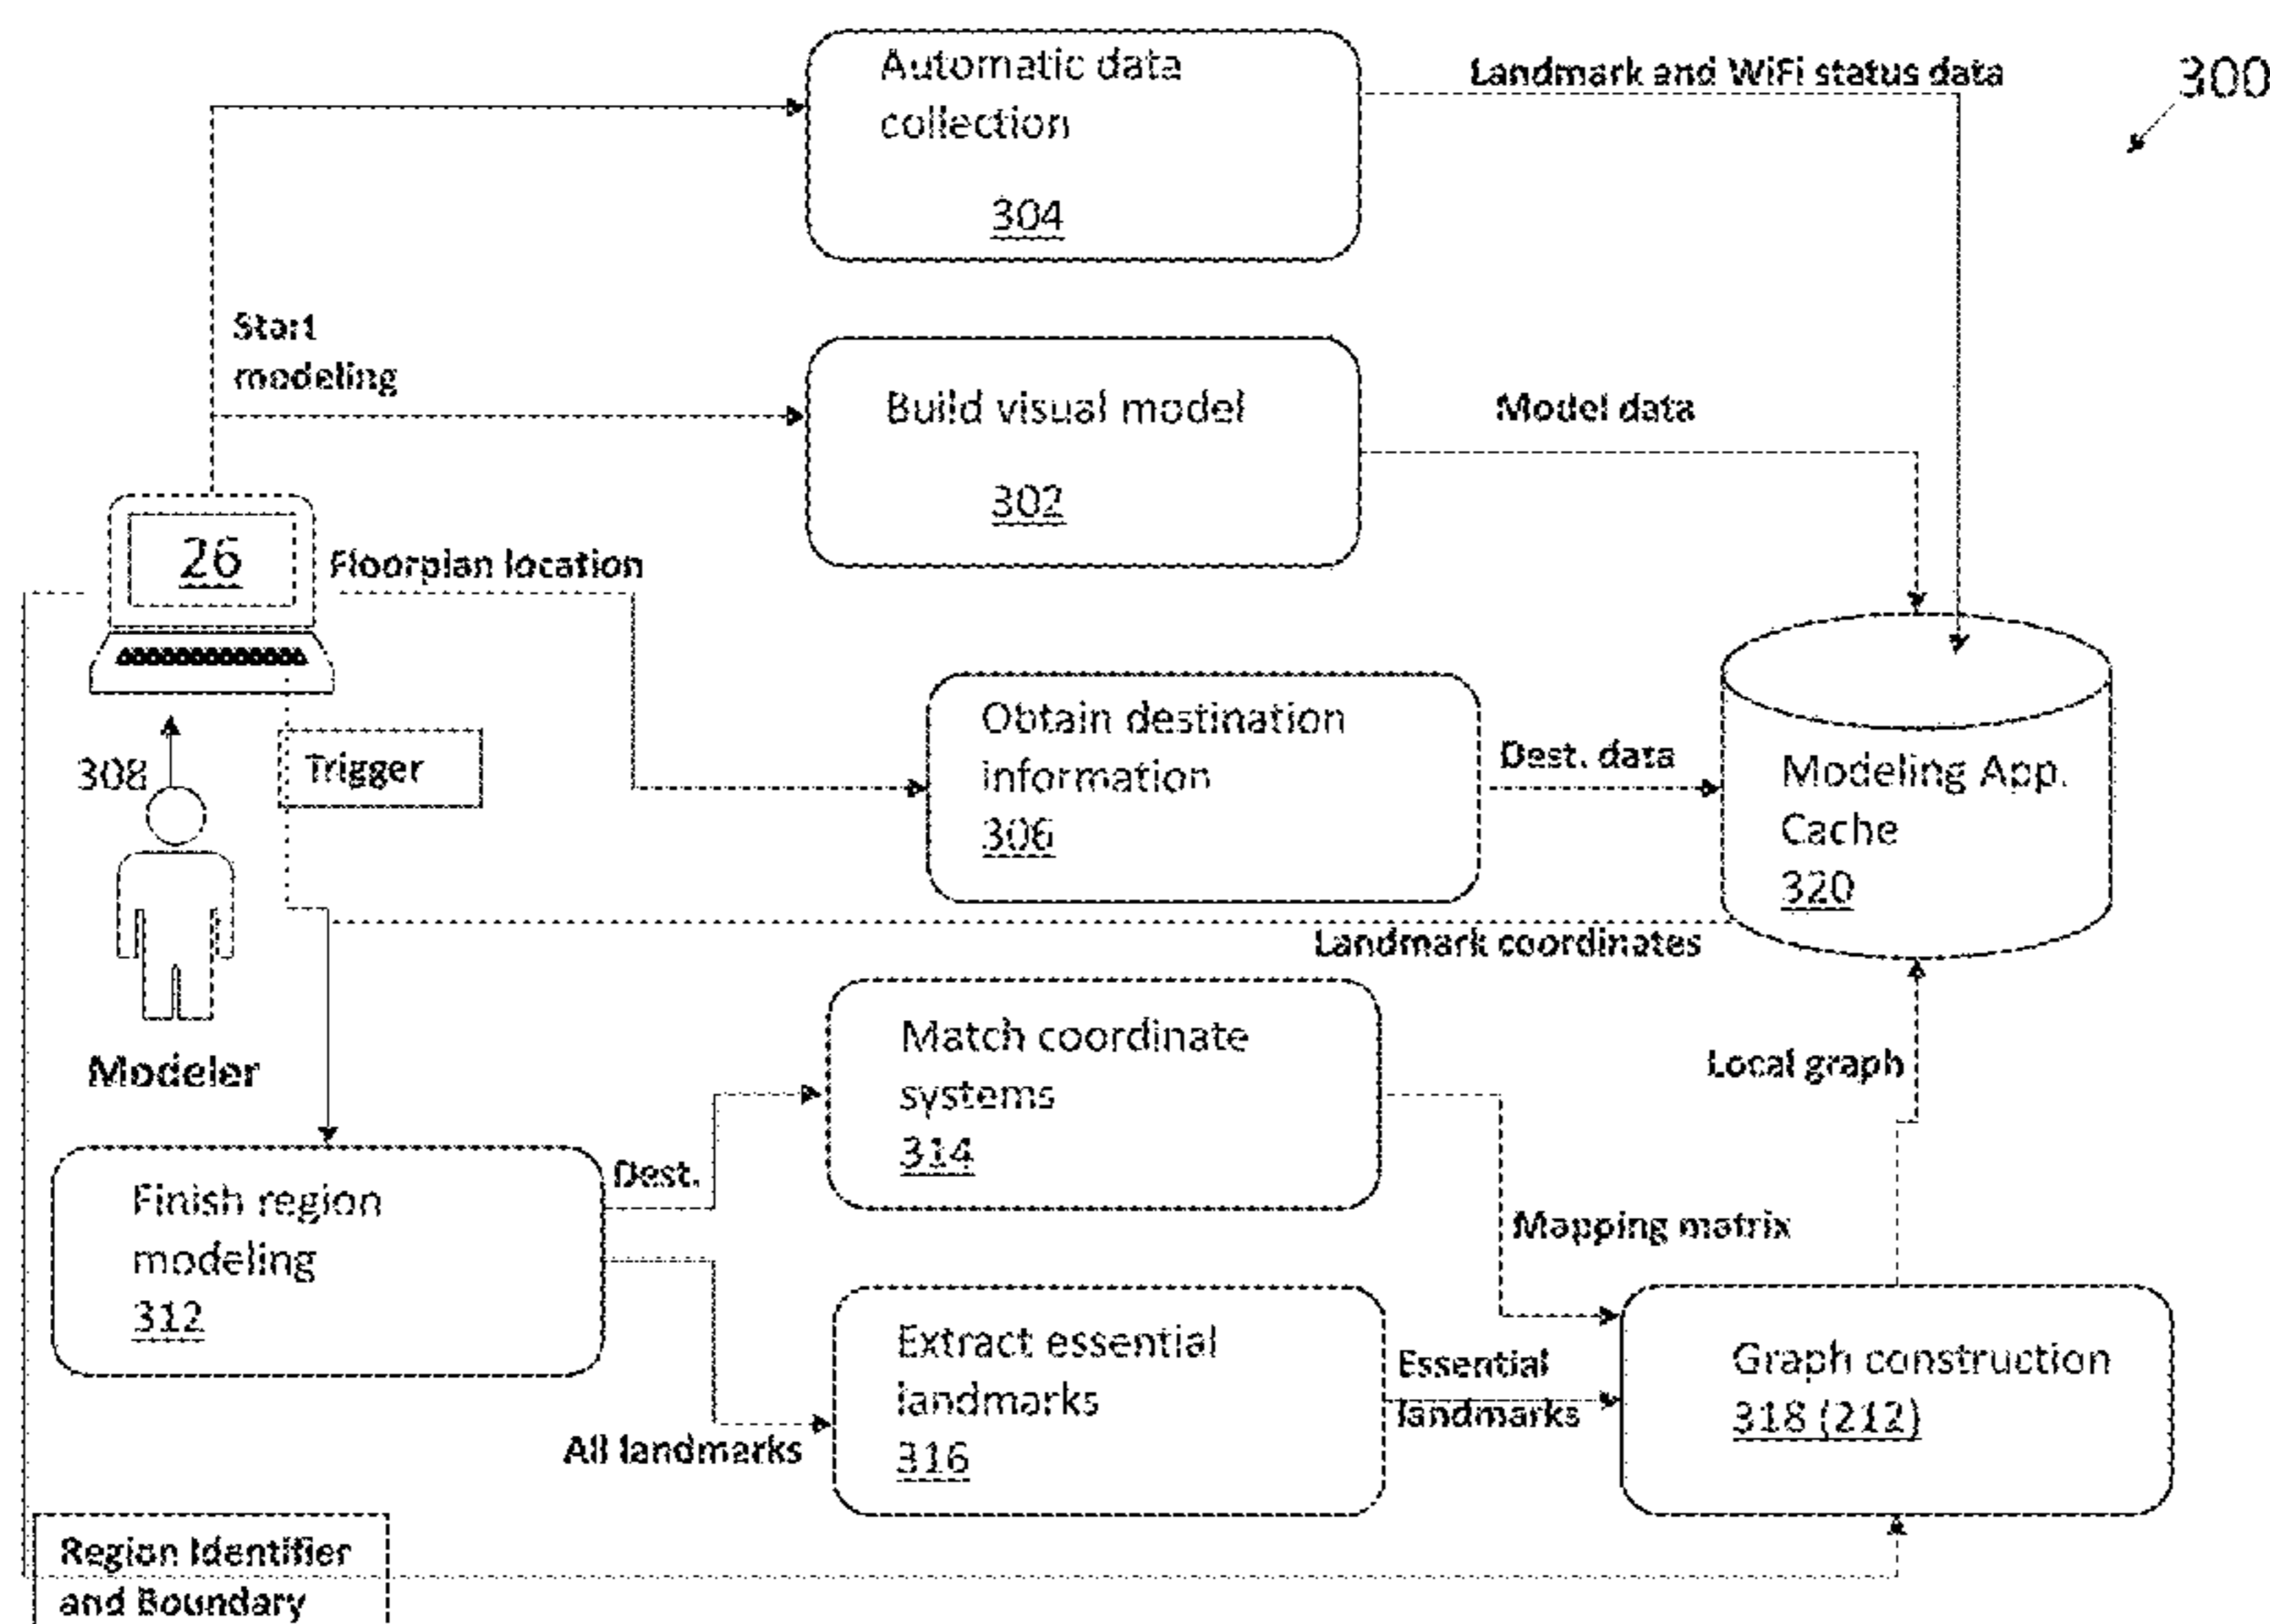 Automatic data
collection
304
Landmark and WiFi status data
300
Start
modeling
Build visual model
302
Model data
26
Floorplan location
Obtain destination
information
306
Dest. data
Modeling App.
Cache
320
308
Trigger
Landmark coordinates
Modeler
Match coordinate
systems
314
Local graph
Finish region
modeling
312
Dest.
Mapping matrix
All landmarks
Extract essential
landmarks
316
Essential
landmarks
Graph construction
318 (212)
Region Identifier
and Boundary